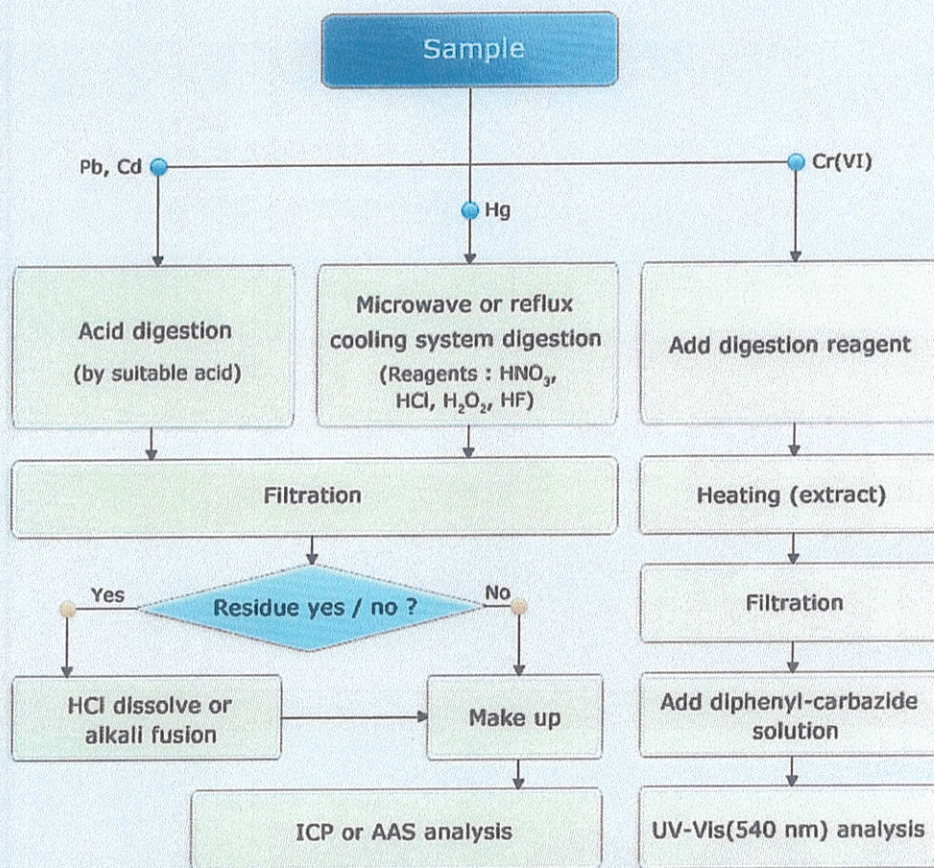 Sample
Pb, Cd
Cr(VI)
Hg
Acid digestion
(by suitable acid)
Microwave or reflux
cooling system digestion
(Reagents : HNO₃,
HCl, H₂O₂, HF)
Add digestion reagent
Filtration
Heating (extract)
Yes
Residue yes / no ?
No
Filtration
HCl dissolve or
alkali fusion
Make up
Add diphenyl-carbazide
solution
ICP or AAS analysis
UV-Vis(540 nm) analysis